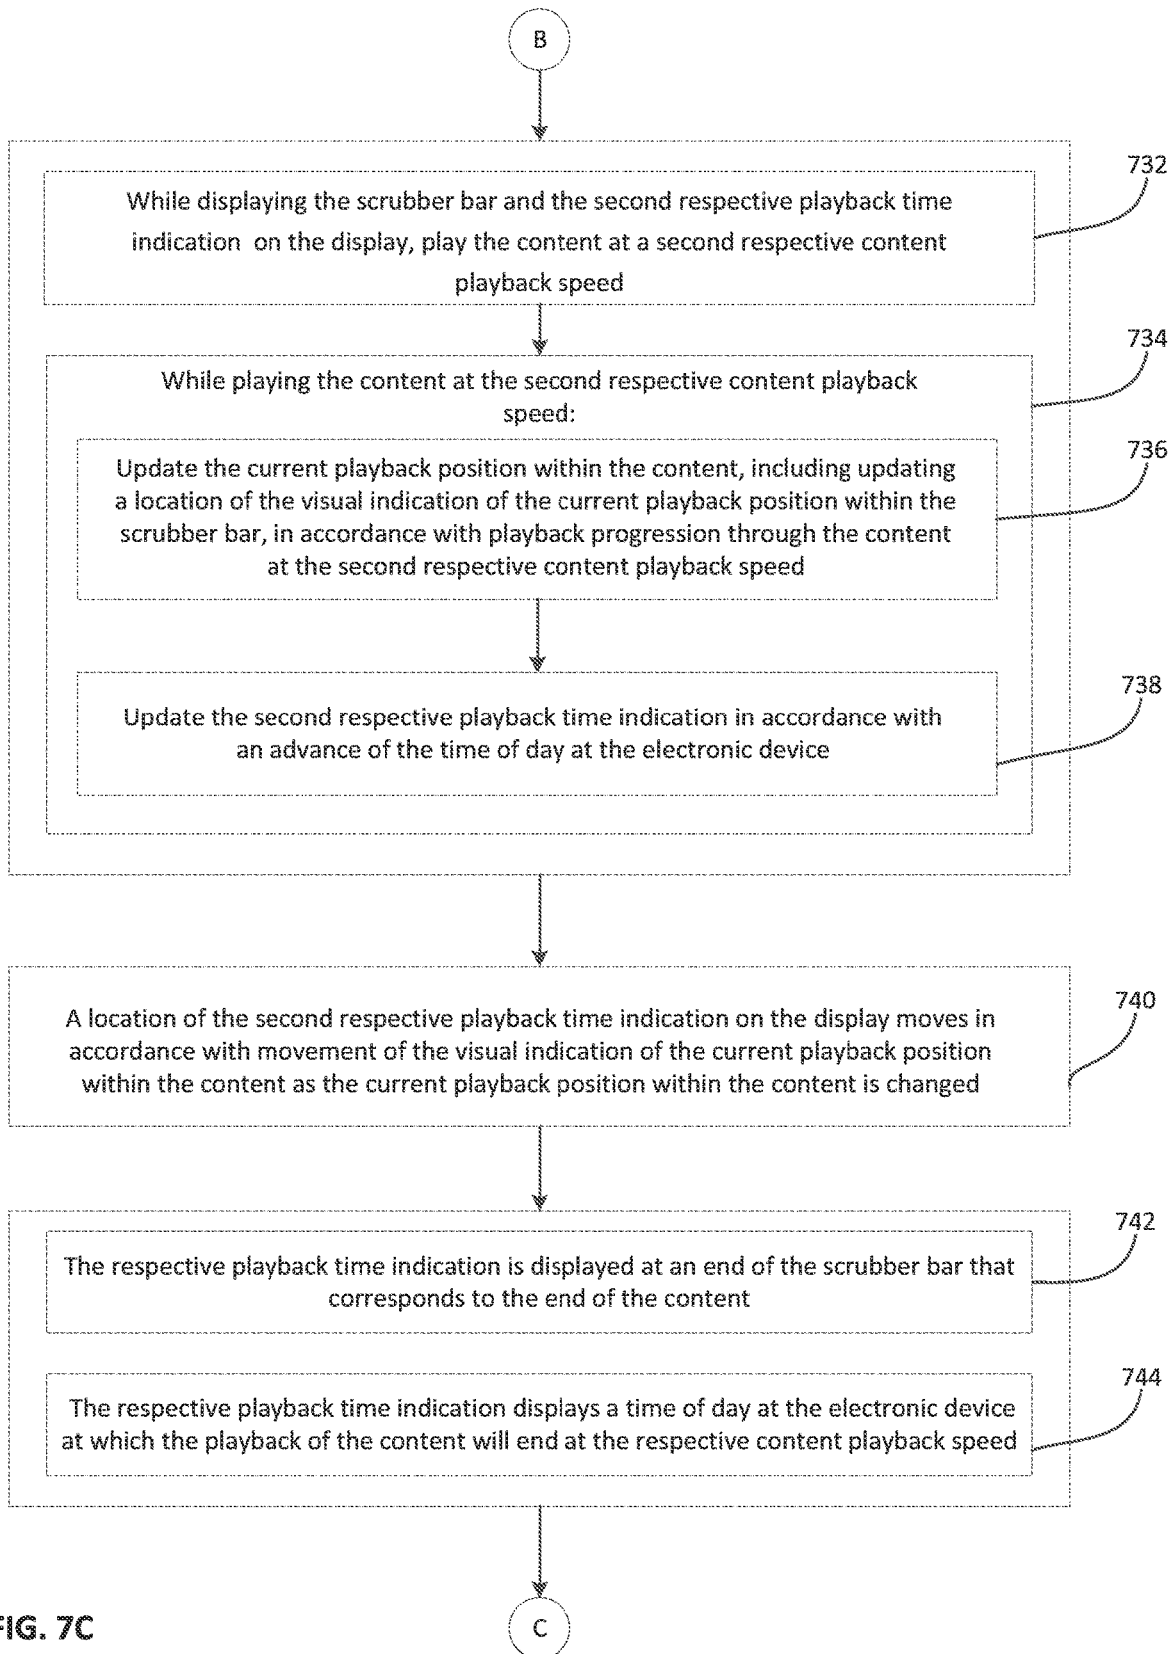 B
732
While displaying the scrubber bar and the second respective playback time
indication on the display, play the content at a second respective content
playback speed
734
While playing the content at the second respective content playback
speed:
736
Update the current playback position within the content, including updating
a location of the visual indication of the current playback position within the
scrubber bar, in accordance with playback progression through the content
at the second respective content playback speed
738
Update the second respective playback time indication in accordance with
an advance of the time of day at the electronic device
740
A location of the second respective playback time indication on the display moves in
accordance with movement of the visual indication of the current playback position
within the content as the current playback position within the content is changed
742
The respective playback time indication is displayed at an end of the scrubber bar that
corresponds to the end of the content
744
The respective playback time indication displays a time of day at the electronic device
at which the playback of the content will end at the respective content playback speed
FIG. 7C
C